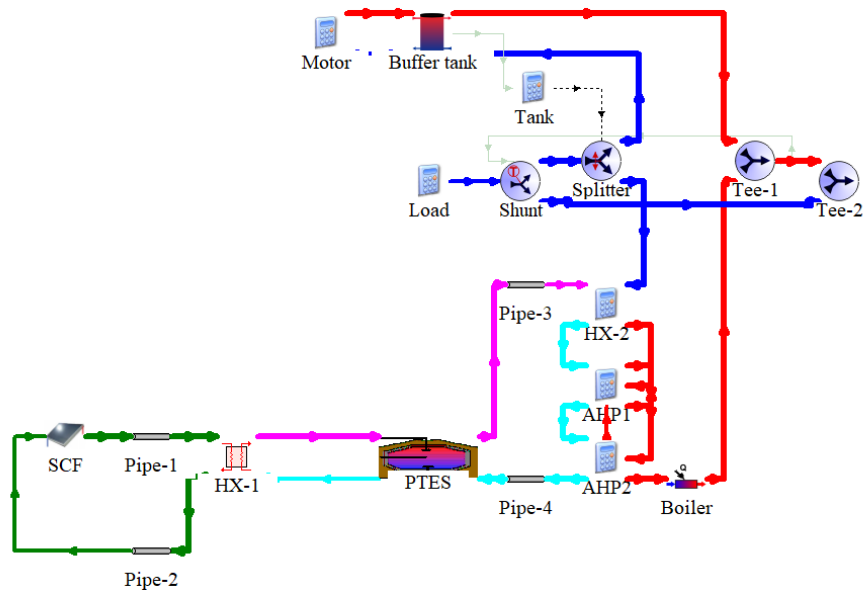 Motor
Buffer tank
Tank
Load
T
Shunt
Splitter
Tee-1
Tee-2
Pipe-3
HX-2
AHP1
SCF
Pipe-1
HX-1
PTES
Pipe-4
AHP2
Q
Boiler
Pipe-2